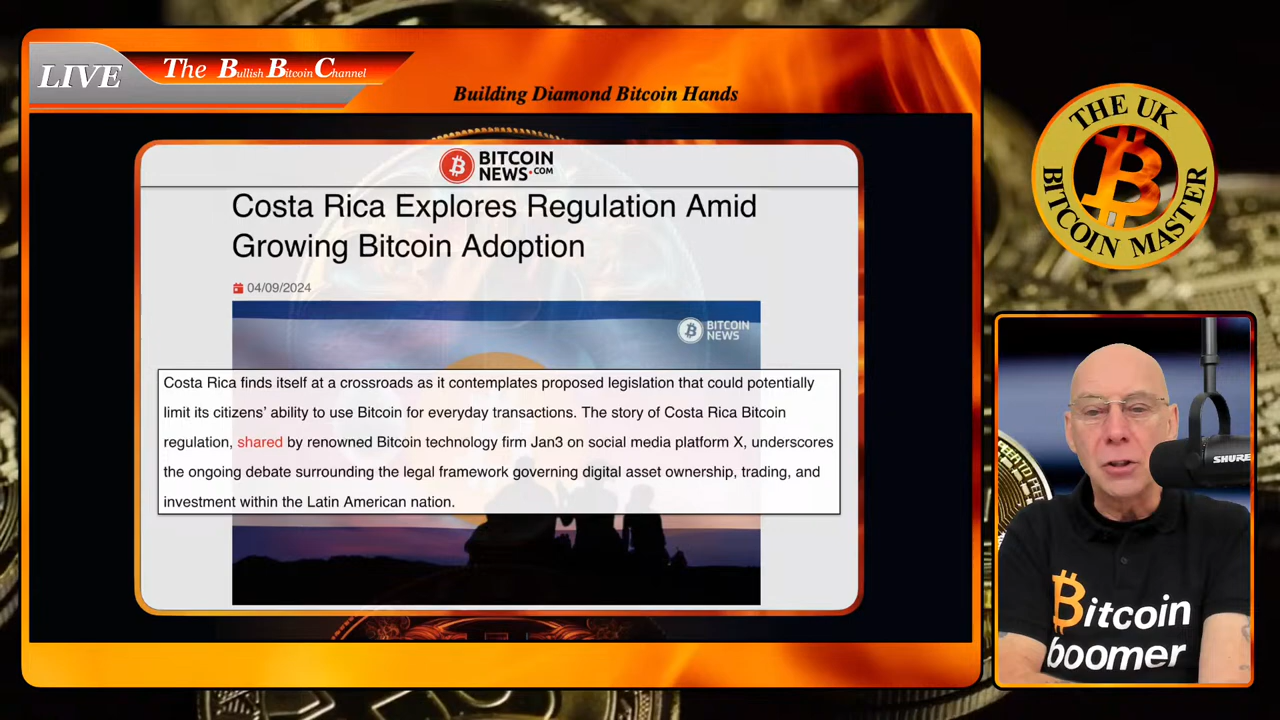 LIVE
The Bullish Bitcoin Channel
Building Diamond Bitcoin Hands
BITCOIN
NEWS.COM
Costa Rica Explores Regulation Amid
Growing Bitcoin Adoption
04/09/2024
BITCOIN
NEWS
Costa Rica finds itself at a crossroads as it contemplates proposed legislation that could potentially
limit its citizens’ ability to use Bitcoin for everyday transactions. The story of Costa Rica Bitcoin
regulation, shared by renowned Bitcoin technology firm Jan3 on social media platform X, underscores
the ongoing debate surrounding the legal framework governing digital asset ownership, trading, and
investment within the Latin American nation.
THE UK
BITCOIN MASTER
SHURE
Bitcoin
boomer